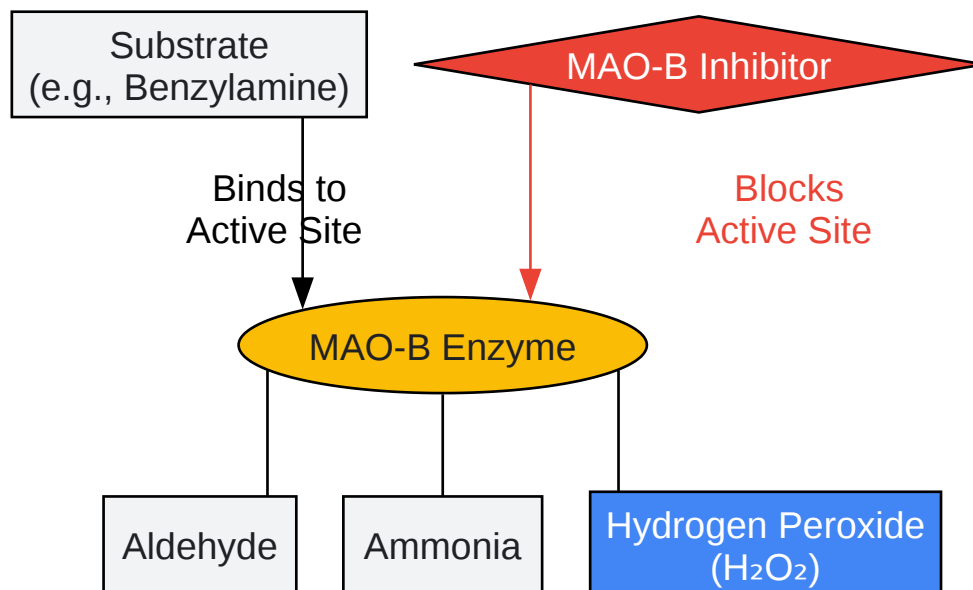 Substrate
(e.g., Benzylamine)
MAO-B Inhibitor
Binds to
Active Site
Blocks
Active Site
MAO-B Enzyme
Aldehyde
Ammonia
Hydrogen Peroxide
(H₂O₂)